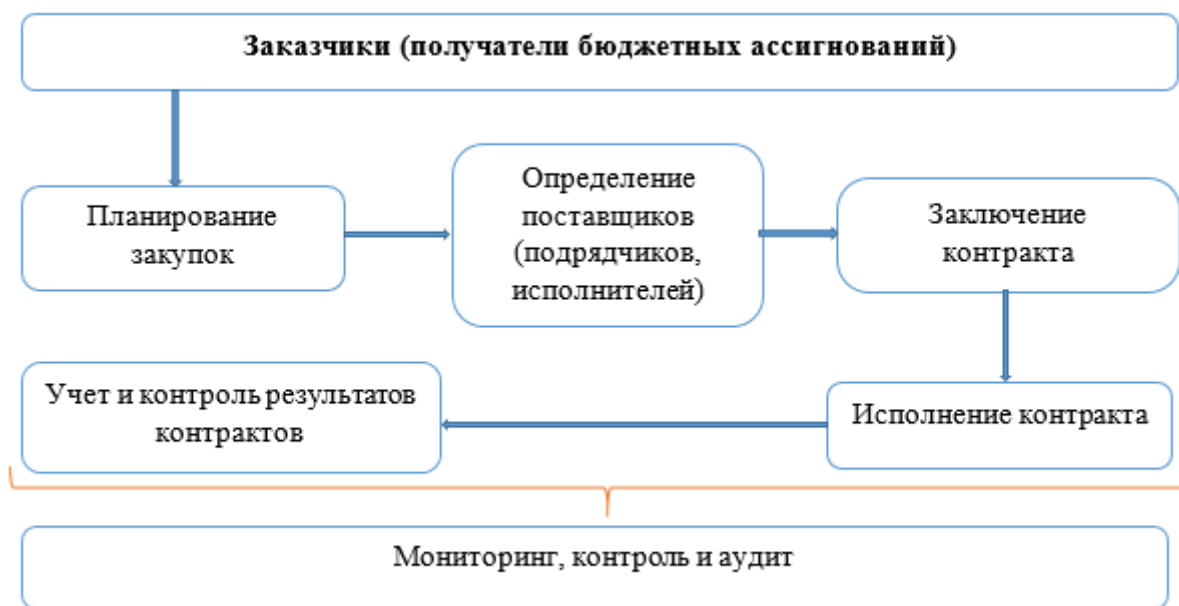 Заказчики (получатели бюджетных ассигнований)
Планирование
закупок
Определение
поставщиков
(подрядчиков,
исполнителей)
Заключение
контракта
Учет и контроль результатов
контрактов
Исполнение контракта
Мониторинг, контроль и аудит